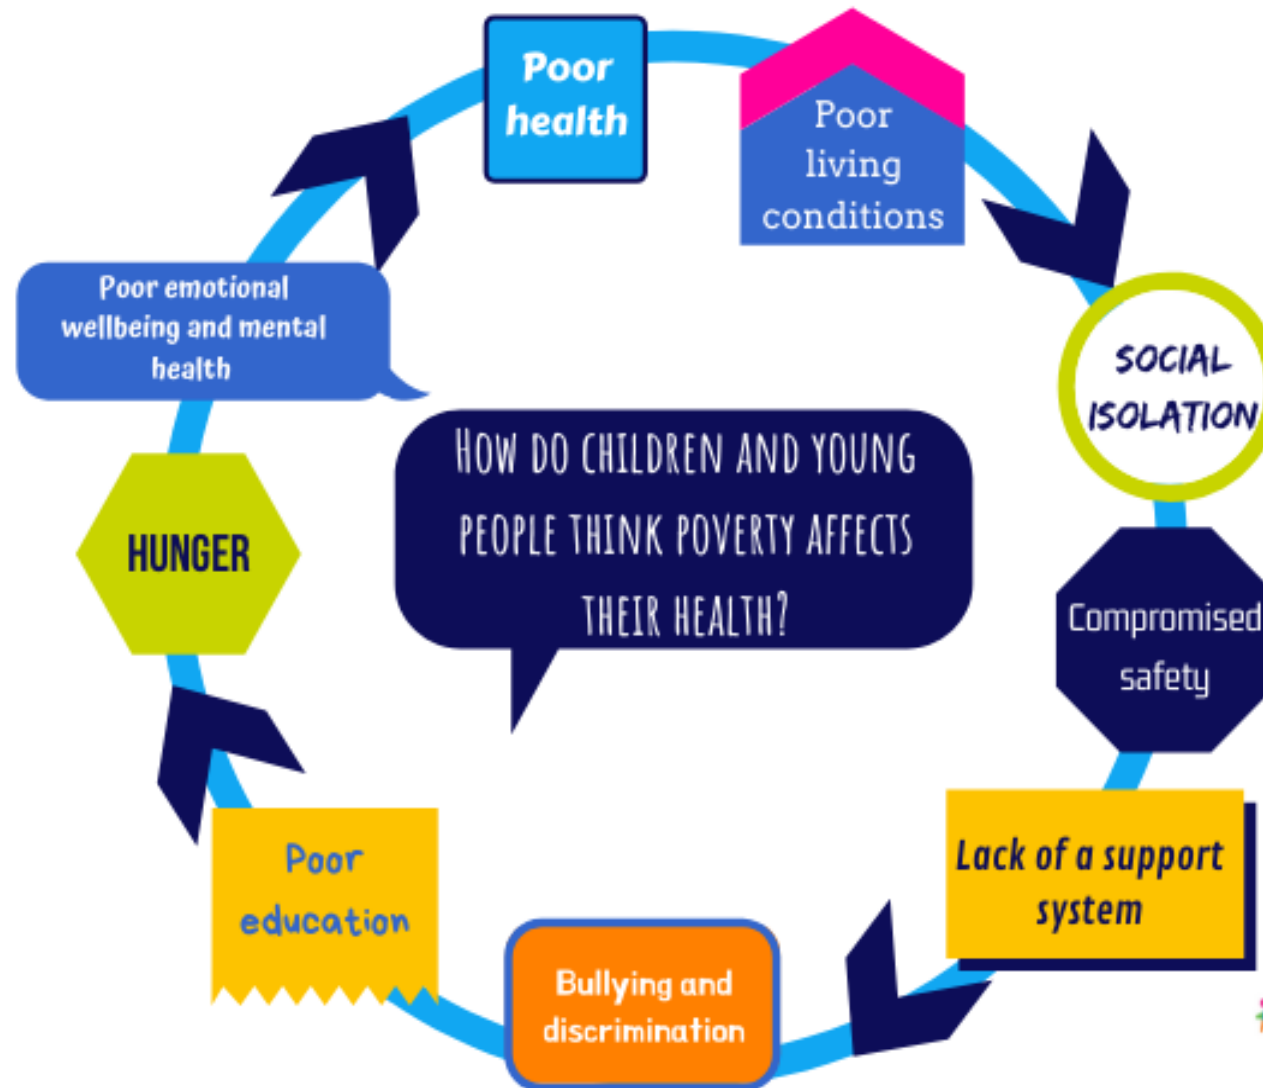 Poor
health
Poor
living
conditions
SOCIAL
ISOLATION
Compromised
safety
Lack of a support
system
Bullying and
discrimination
Poor
education
HUNGER
Poor emotional
wellbeing and mental
health
HOW DO CHILDREN AND YOUNG
PEOPLE THINK POVERTY AFFECTS
THEIR HEALTH?